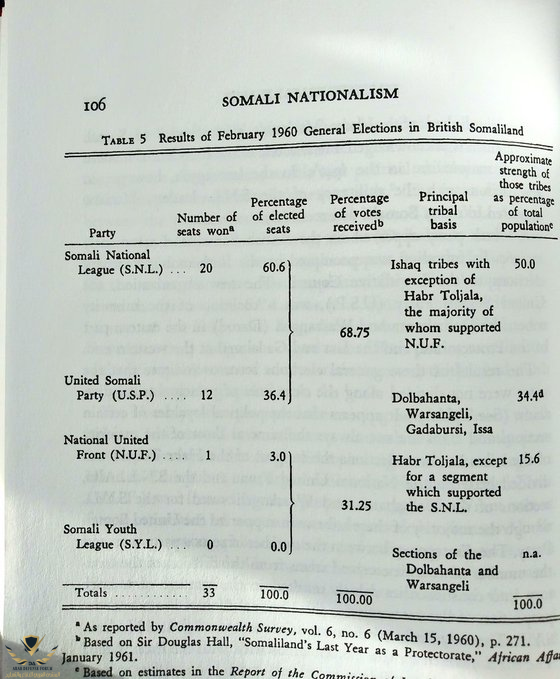 106
SOMALI NATIONALISM
TABLE 5 Results of February 1960 General Elections in British Somaliland
Party
Number of
seats wonᵃ
Percentage
of elected
seats
Percentage
of votes
receivedᵇ
Principal
tribal
basis
Approximate
strength of
those tribes
as percentage
of total
populationᶜ
Somali National
League (S.N.L.) ... 20 60.6
Ishaq tribes with 50.0
exception of
Habr Toljala,
the majority of
whom supported
N.U.F.
68.75
United Somali
Party (U.S.P.) .... 12 36.4
Dolbahanta, 34.4ᵈ
Warsangeli,
Gadabursi, Issa
National United
Front (N.U.F.) .... 1 3.0
Habr Toljala, except 15.6
for a segment
which supported
the S.N.L.
31.25
Somali Youth
League (S.Y.L.) ... 0 0.0
Sections of the n.a.
Dolbahanta and
Warsangeli
Totals ............ 33 100.0 100.00 100.0
ᵃ As reported by Commonwealth Survey, vol. 6, no. 6 (March 15, 1960), p. 271.
ᵇ Based on Sir Douglas Hall, "Somaliland's Last Year as a Protectorate," African
January 1961.
ᶜ Based on estimates in the Report of the